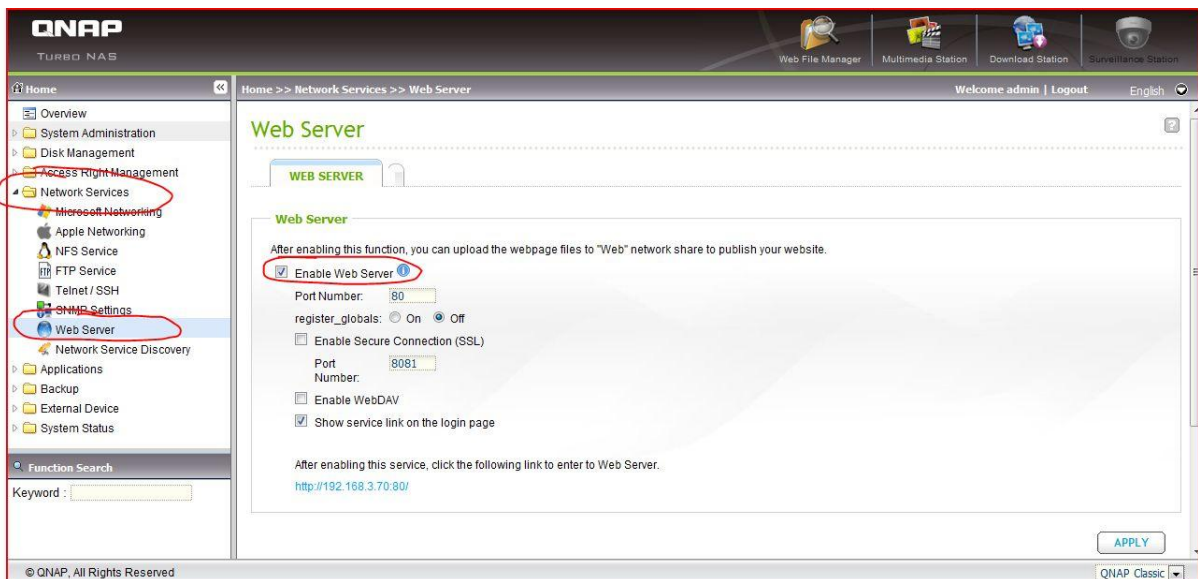 QNAP
TURBO NAS
Web File Manager
Multimedia Station
Download Station
Surveillance Station
Home
Home >> Network Services >> Web Server
Welcome admin | Logout
English
Overview
System Administration
Disk Management
Access Right Management
Network Services
Microsoft Networking
Apple Networking
NFS Service
FTP Service
Telnet / SSH
SNMP Settings
Web Server
Network Service Discovery
Applications
Backup
External Device
System Status
Function Search
Keyword :
Web Server
WEB SERVER
Web Server
After enabling this function, you can upload the webpage files to "Web" network share to publish your website.
Enable Web Server
Port Number: 80
register_globals: On Off
Enable Secure Connection (SSL)
Port 8081
Number:
Enable WebDAV
Show service link on the login page
After enabling this service, click the following link to enter to Web Server.
http://192.168.3.70:80/
APPLY
© QNAP, All Rights Reserved
QNAP Classic